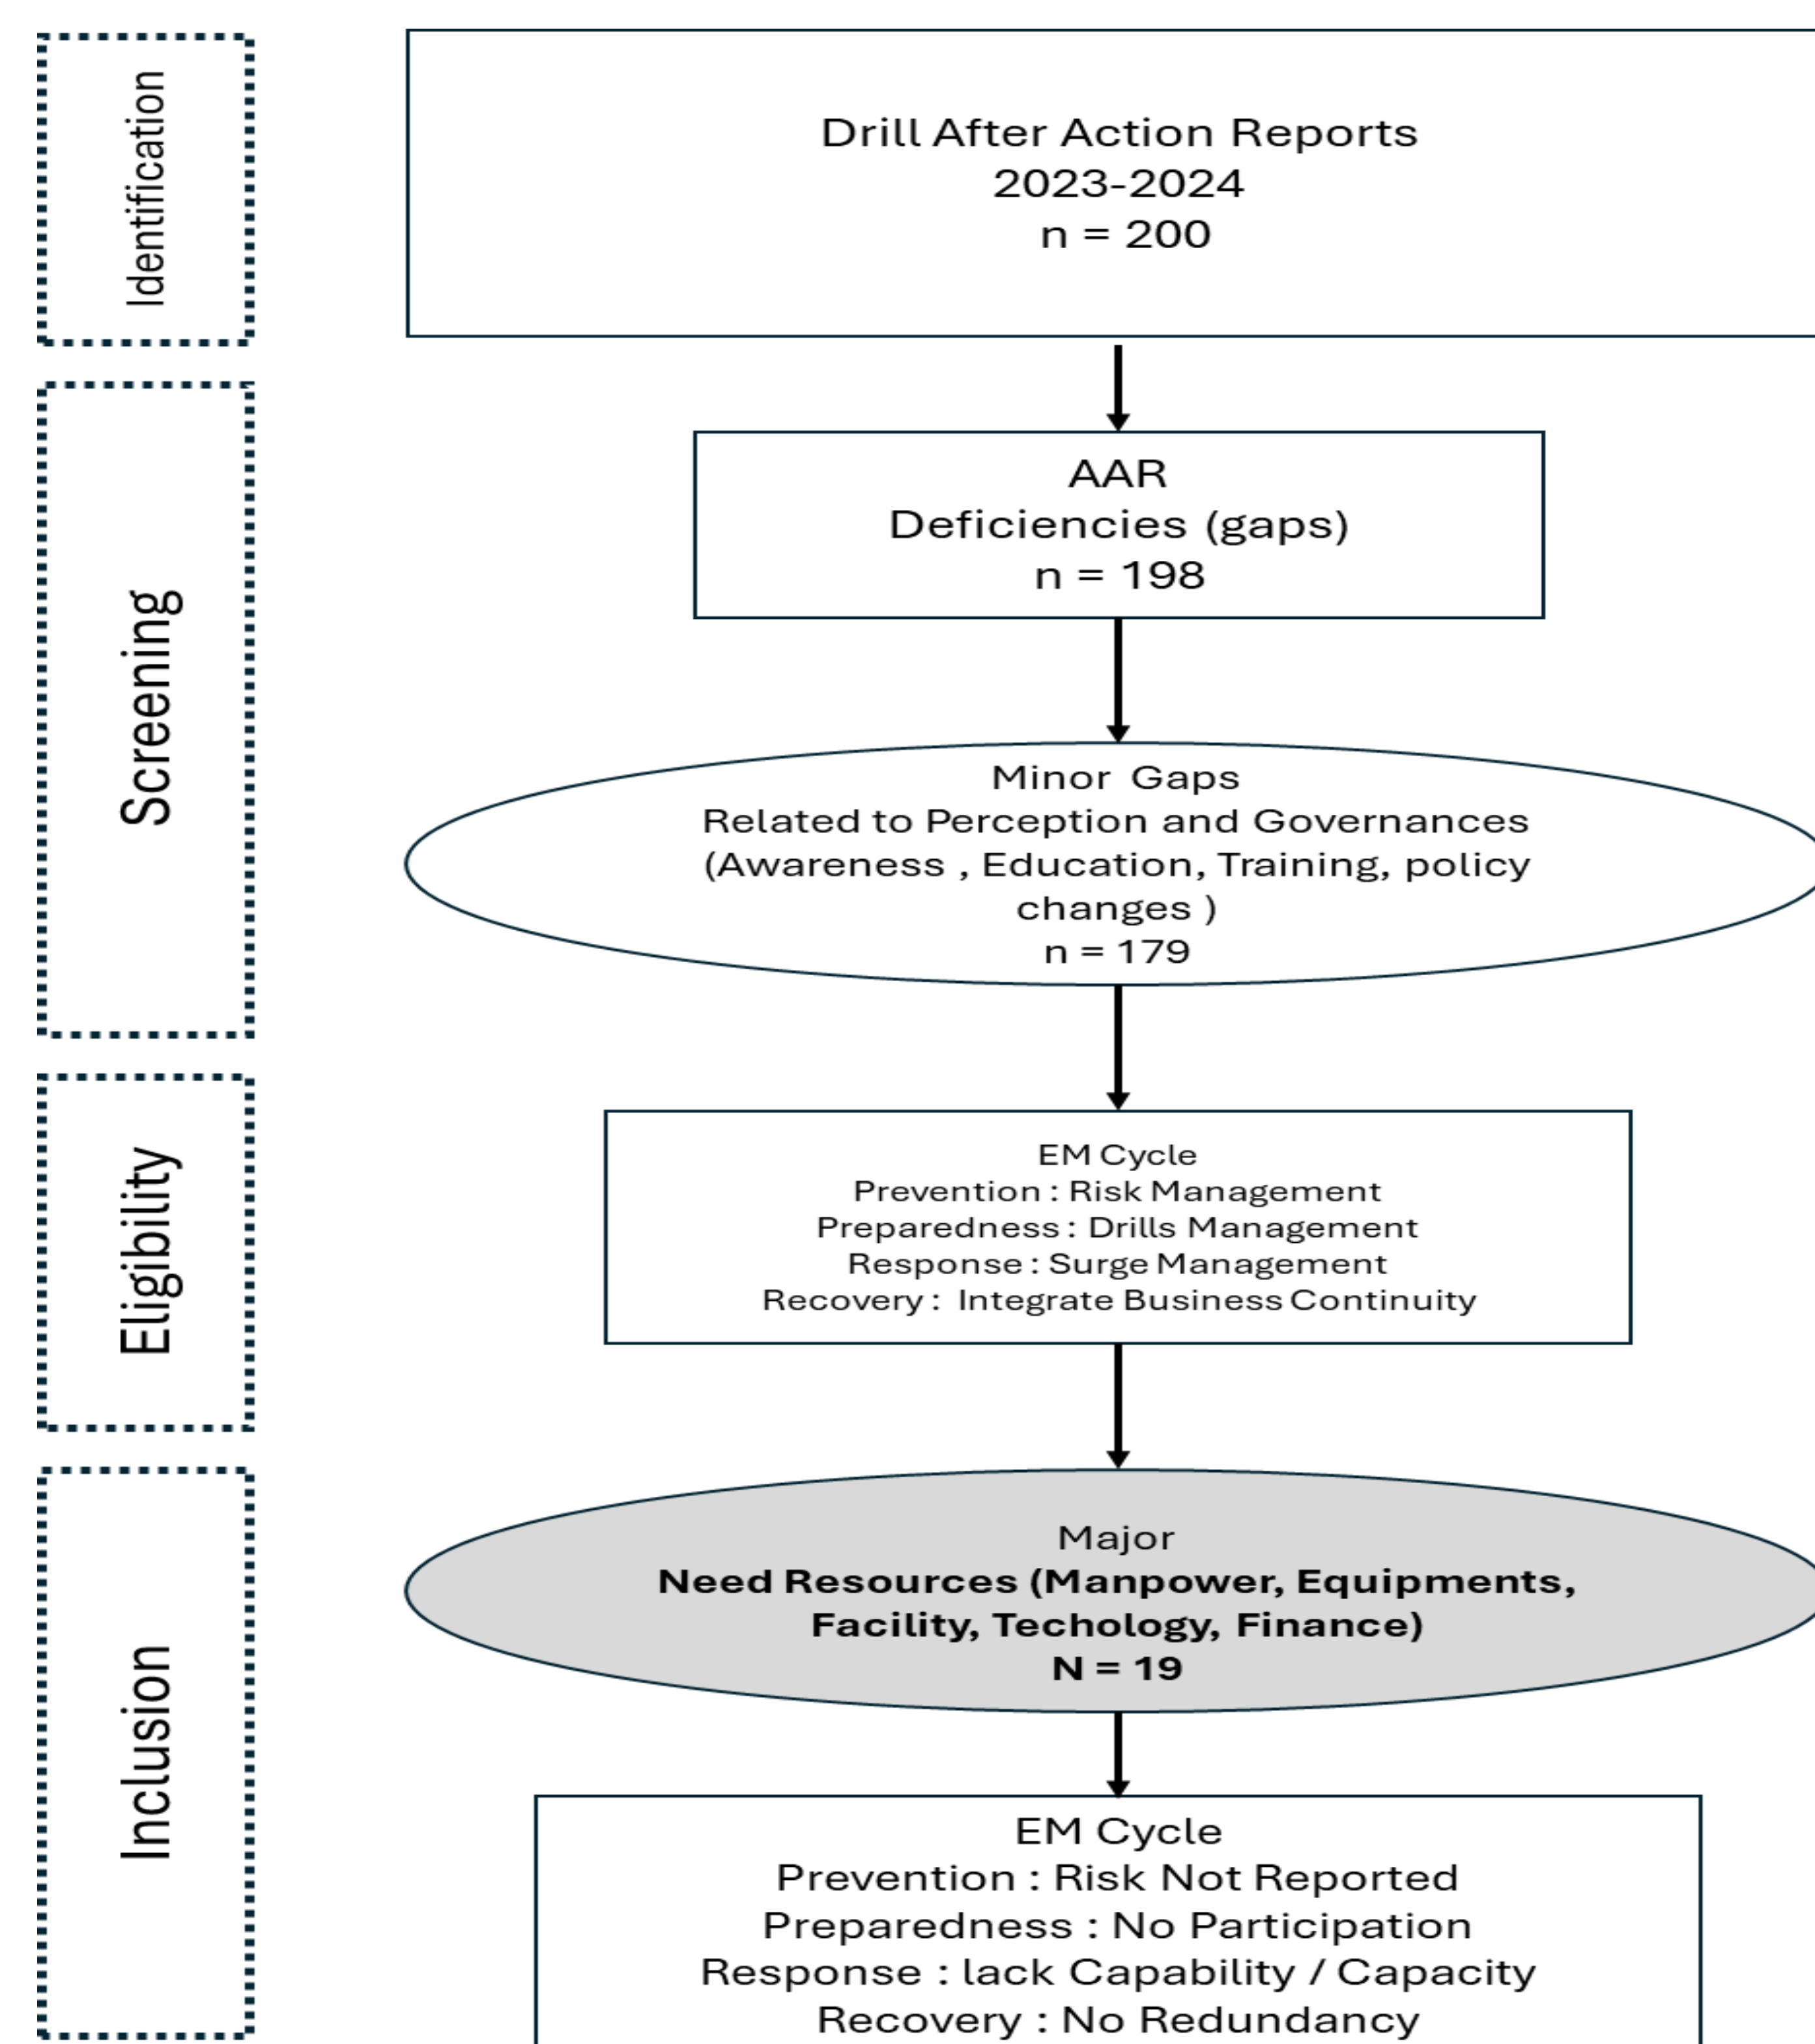 Identification
Drill After Action Reports
2023-2024
n = 200
Screening
AAR
Deficiencies (gaps)
n = 198
Minor Gaps
Related to Perception and Governances
(Awareness , Education, Training, policy
changes )
n = 179
Eligibility
EM Cycle
Prevention : Risk Management
Preparedness : Drills Management
Response : Surge Management
Recovery : Integrate Business Continuity
Inclusion
Major
Need Resources (Manpower, Equipments,
Facility, Techology, Finance)
N = 19
EM Cycle
Prevention : Risk Not Reported
Preparedness : No Participation
Response : lack Capability / Capacity
Recovery : No Redundancy